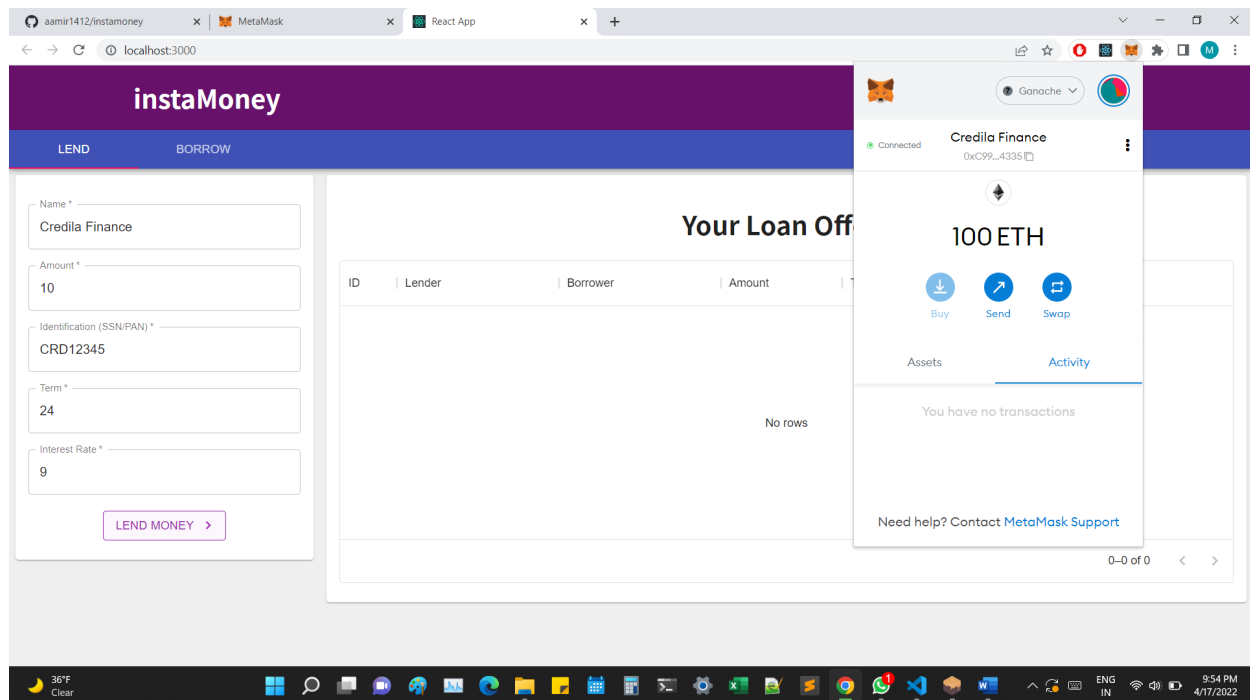 aamir1412/instamoney
MetaMask
React App
localhost:3000
M
instaMoney
LEND
BORROW
Name *
Credila Finance
Amount *
10
Identification (SSN/PAN) *
CRD12345
Term *
24
Interest Rate *
9
LEND MONEY
Your Loan Off
ID
Lender
Borrower
Amount
T
No rows
0–0 of 0
Ganache
Connected
Credila Finance
0xC99...4335
100 ETH
Buy
Send
Swap
Assets
Activity
You have no transactions
Need help? Contact MetaMask Support
36°F
Clear
1
ENG
IN
9:54 PM
4/17/2022